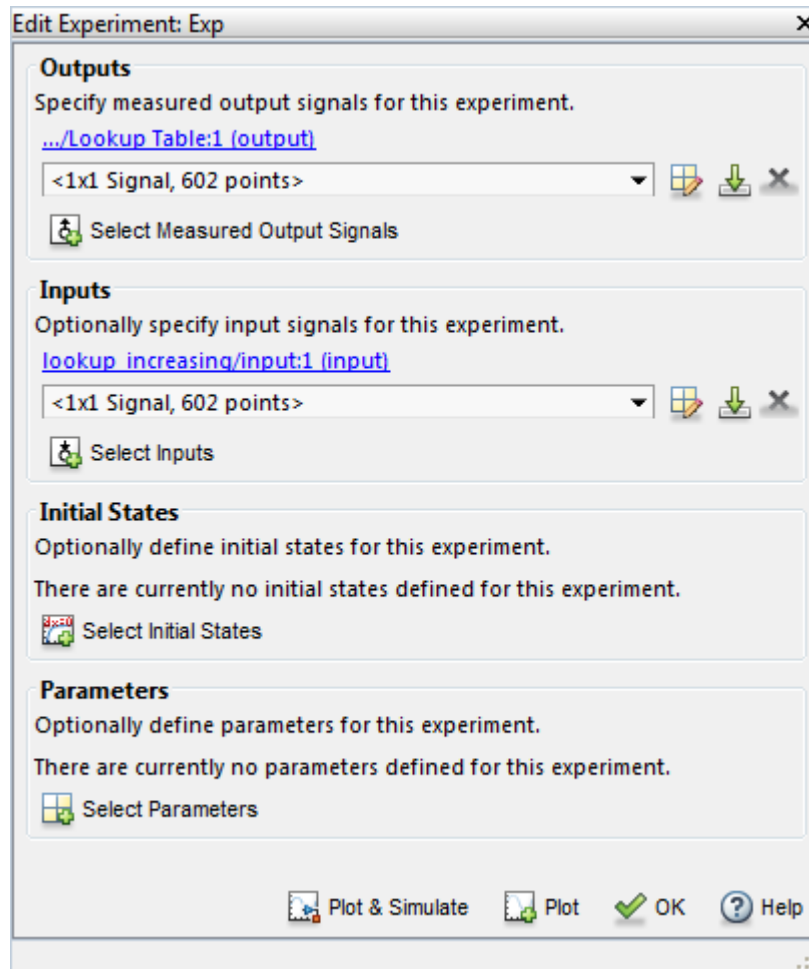 Edit Experiment: Exp
Outputs
Specify measured output signals for this experiment.
.../Lookup Table:1 (output)
<1x1 Signal, 602 points>
Select Measured Output Signals
Inputs
Optionally specify input signals for this experiment.
lookup_increasing/input:1 (input)
<1x1 Signal, 602 points>
Select Inputs
Initial States
Optionally define initial states for this experiment.
There are currently no initial states defined for this experiment.
Select Initial States
Parameters
Optionally define parameters for this experiment.
There are currently no parameters defined for this experiment.
Select Parameters
Plot & Simulate Plot OK Help